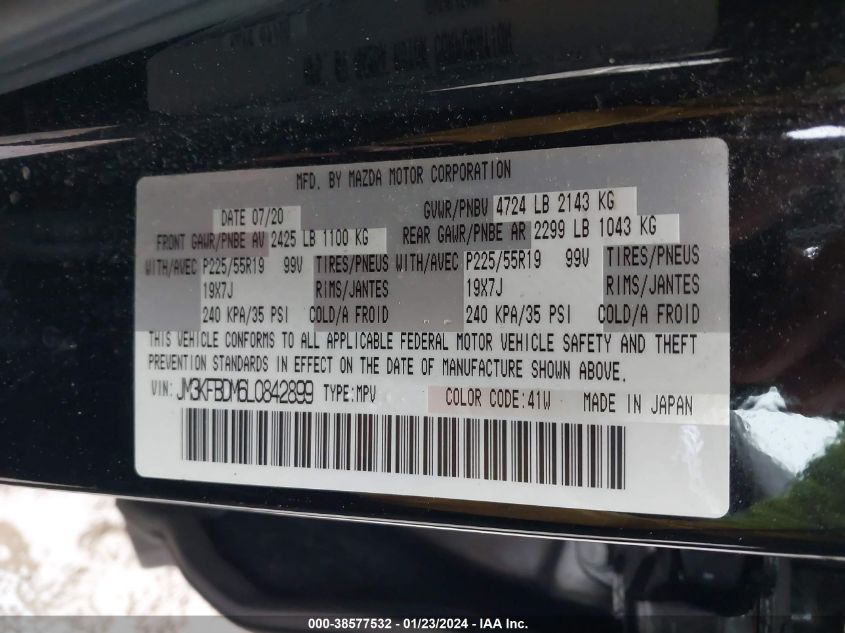 MFD. BY MAZDA MOTOR CORPORATION
DATE 07/20 GVWR/PNBV 4724 LB 2143 KG
FRONT GAWR/PNBE AV 2425 LB 1100 KG REAR GAWR/PNBE AR 2299 LB 1043 KG
WITH/AVEC P225/55R19 99V TIRES/PNEUS WITH/AVEC P225/55R19 99V TIRES/PNEUS
19X7J RIMS/JANTES 19X7J RIMS/JANTES
240 KPA/35 PSI COLD/A FROID 240 KPA/35 PSI COLD/A FROID
THIS VEHICLE CONFORMS TO ALL APPLICABLE FEDERAL MOTOR VEHICLE SAFETY AND THEFT
PREVENTION STANDARDS IN EFFECT ON THE DATE OF MANUFACTURE SHOWN ABOVE.
VIN: JM3KFBDM6L0842899 TYPE:MPV COLOR CODE:41W MADE IN JAPAN
000-38577532 - 01/23/2024 - IAA Inc.